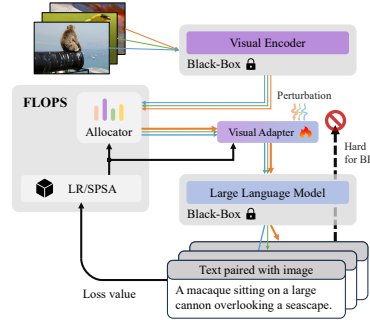 Visual Encoder
Black-Box
Perturbation
FLOPS
Allocator
Visual Adapter
Hard
for
LR/SPSA
Large Language Model
Black-Box
Text paired with image
Loss value
A macaque sitting on a large
cannon overlooking a seascape.